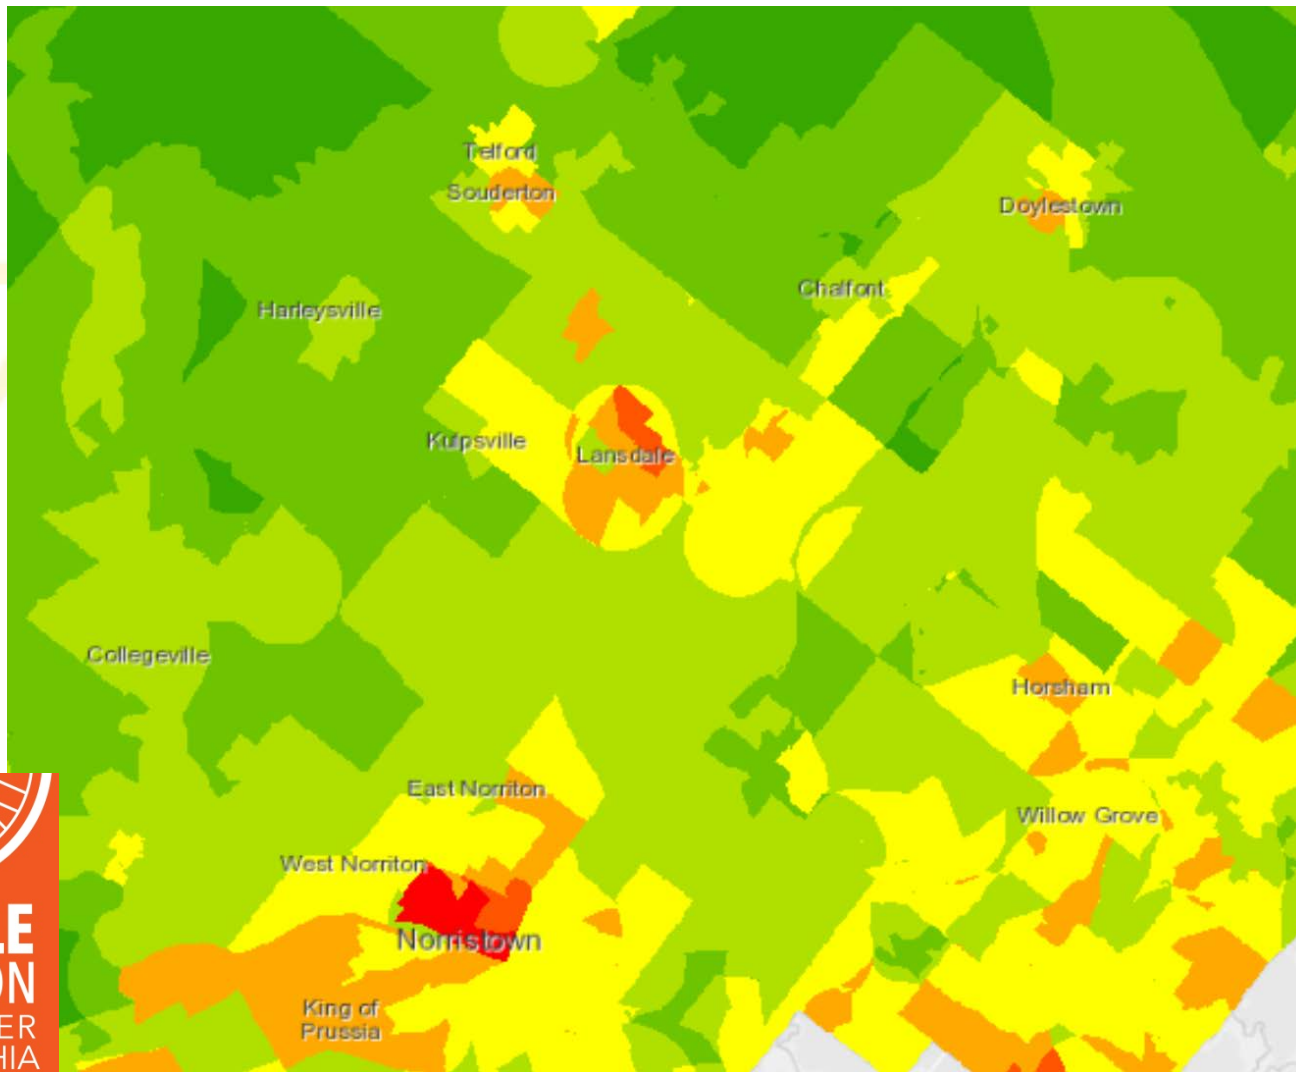 Telford
Souderton
Doylestown
Chalfont
Harleysville
Kulpsville
Lansdale
Collegeville
Horsham
East Norriton
Willow Grove
West Norriton
Norristown
King of
Prussia
LE
ON
ER
HIA